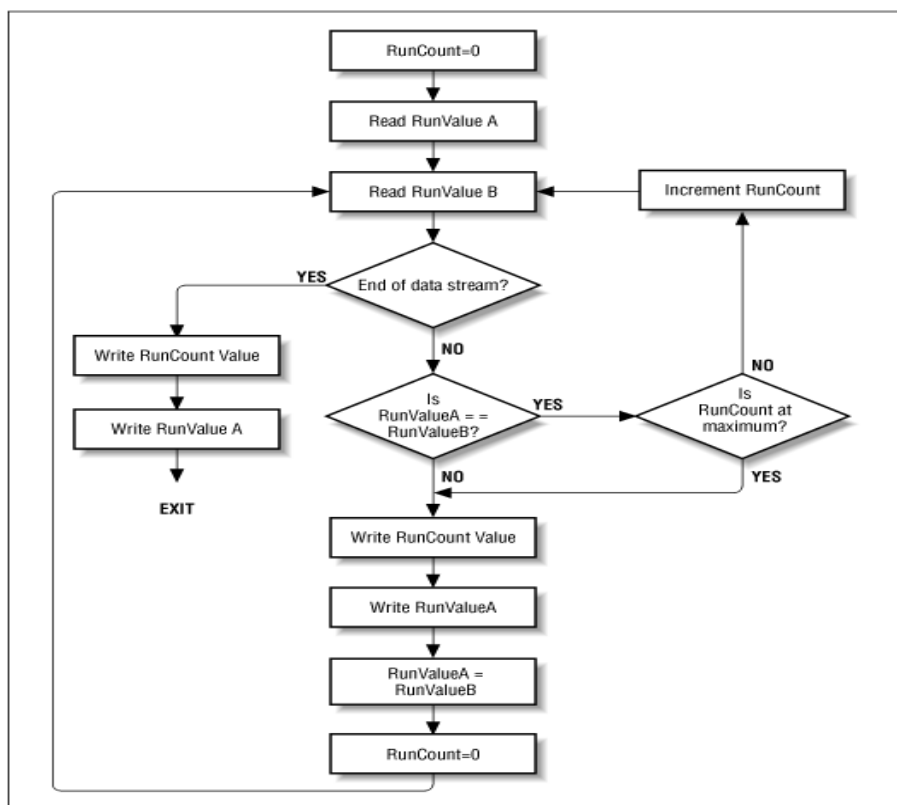 RunCount=0
Read RunValue A
Read RunValue B
Increment RunCount
YES
End of data stream?
Write RunCount Value
NO
NO
Is
RunValueA = =
RunValueB?
YES
Is
RunCount at
maximum?
Write RunValue A
NO
YES
EXIT
Write RunCount Value
Write RunValueA
RunValueA =
RunValueB
RunCount=0